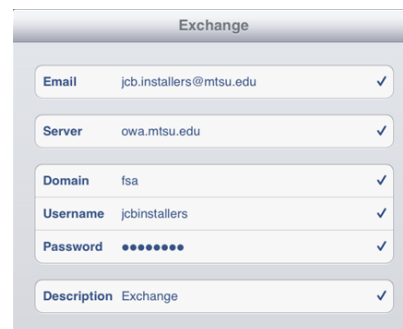 Exchange
Email jcb.installers@mtsu.edu
Server owa.mtsu.edu
Domain fsa
Username jcbinstallers
Password ●●●●●●●●
Description Exchange